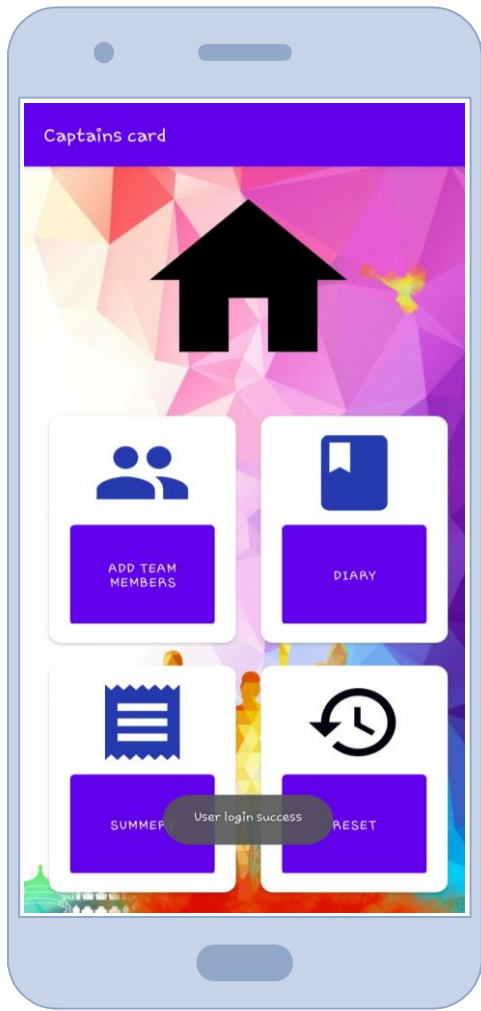 Captains card
ADD TEAM
MEMBERS
DIARY
SUMMERY
User login success
RESET